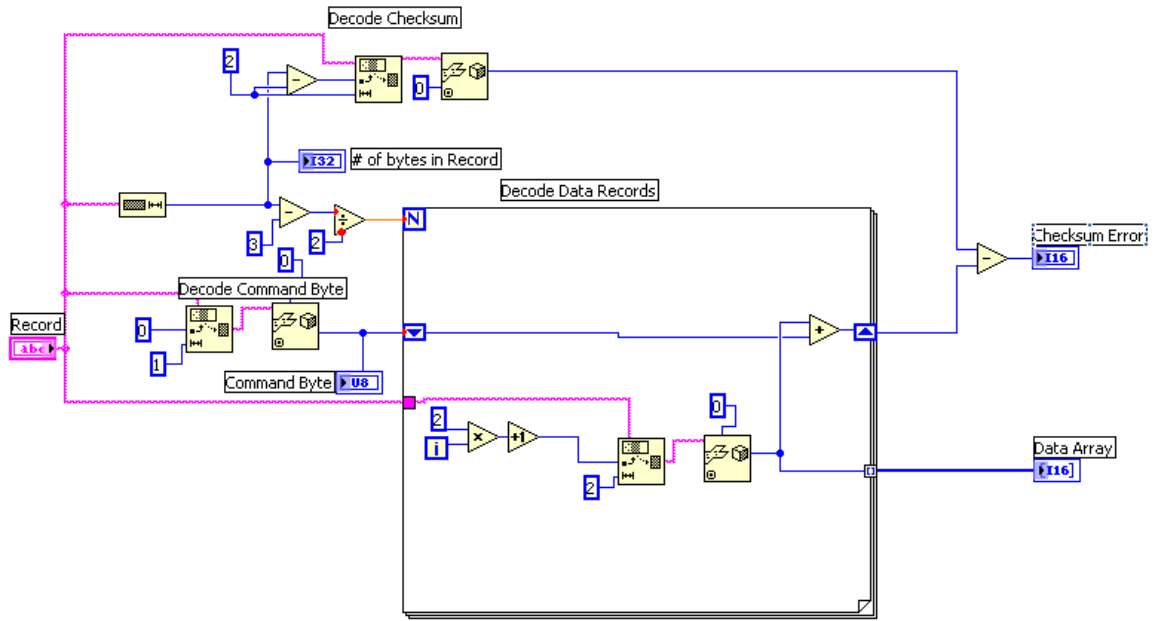 Decode Checksum
2
-
0
I32
# of bytes in Record
Decode Data Records
-
÷
N
3
2
0
Checksum Error
-
I16
Decode Command Byte
Record
abc
0
1
+
Command Byte
U8
2
i
x
+1
0
2
Data Array
[I16]